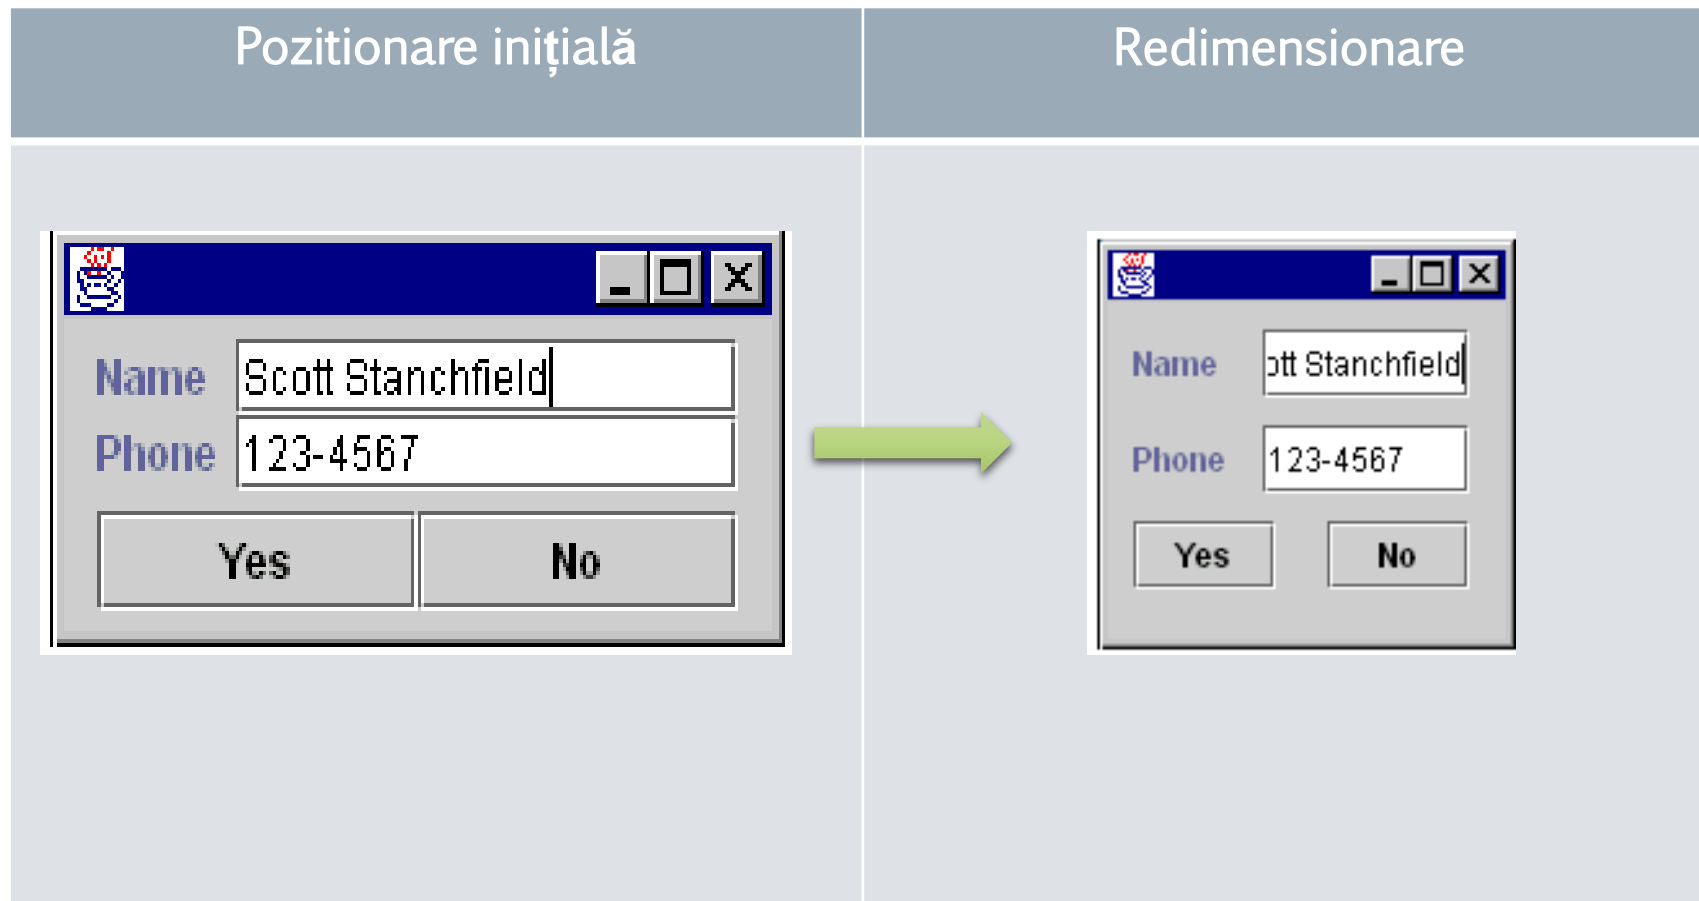 Pozitionare inițială
Redimensionare
Name Scott Stanchfield
Phone 123-4567
Yes No
Name ott Stanchfield
Phone 123-4567
Yes No